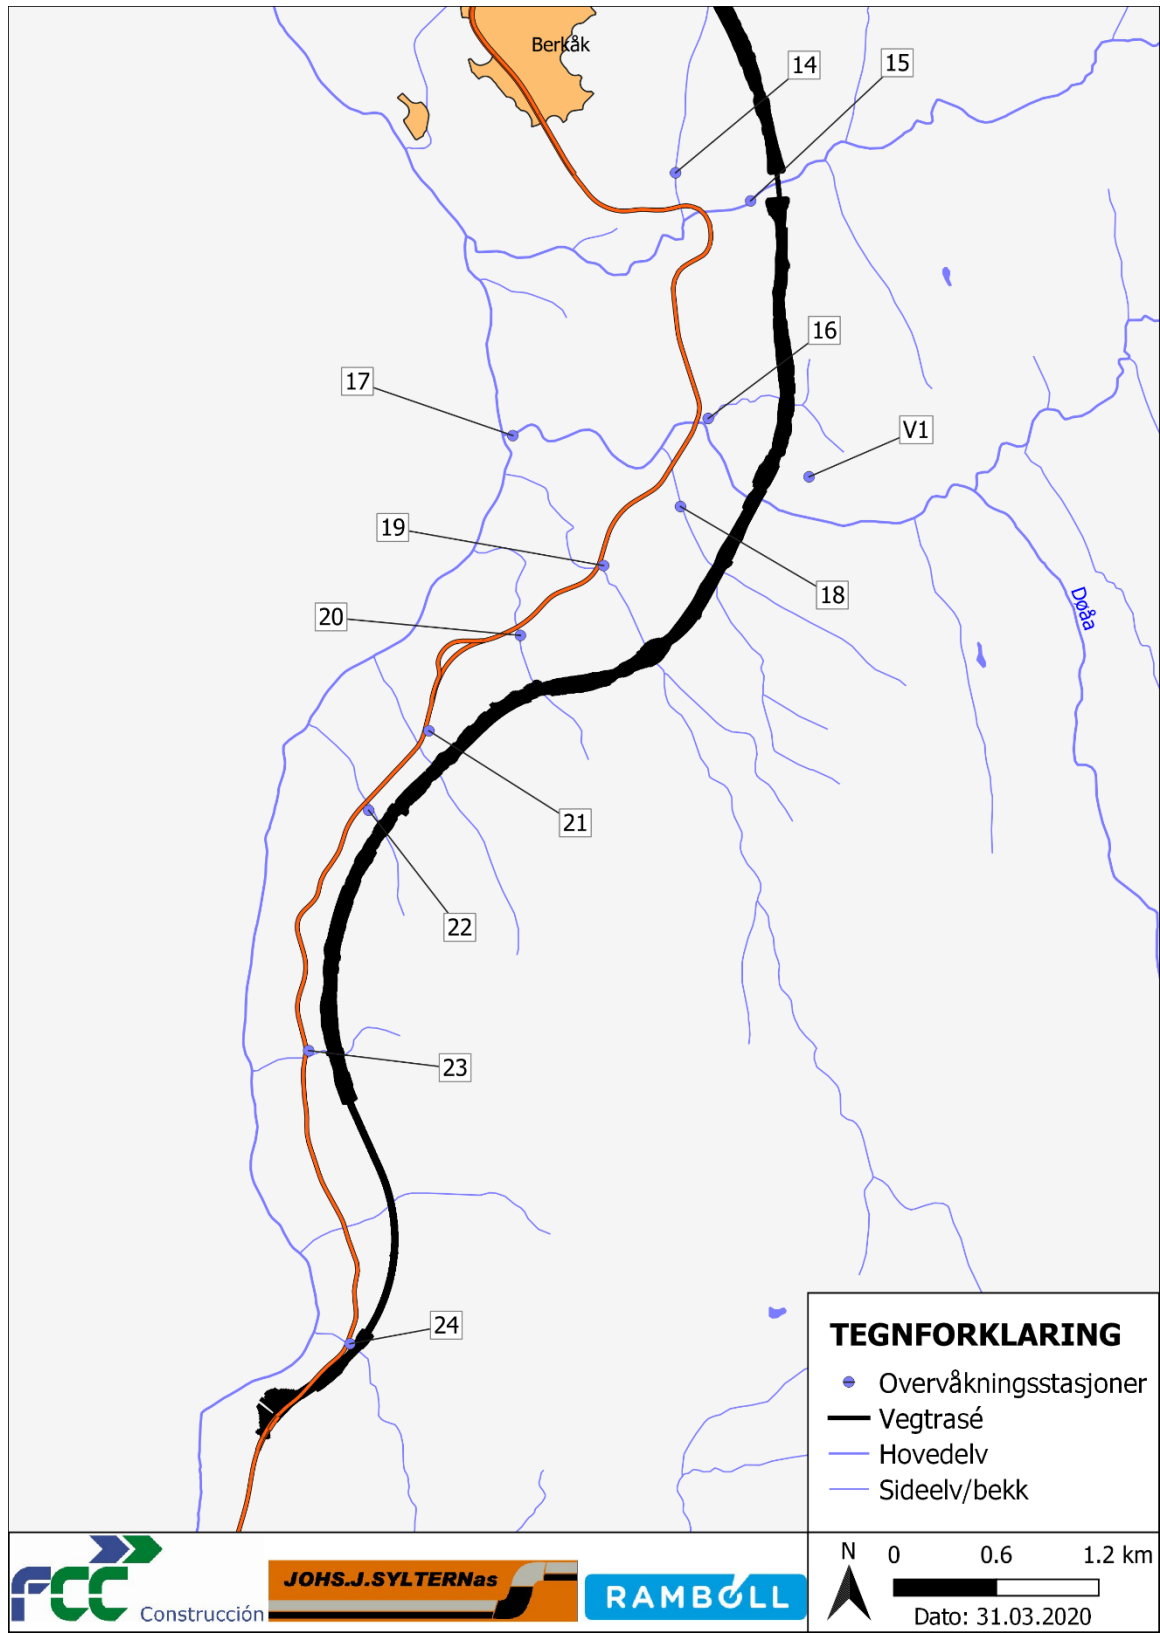 Berkåk
14
15
16
17
V1
19
18
20
21
22
23
24
Døåa
TEGNFORKLARING
Overvåkningsstasjoner
Vegtrasé
Hovedelv
Sideelv/bekk
FCC
Construcción
JOHS.J.SYLTERNas
RAMBOLL
N
0 0.6 1.2 km
Dato: 31.03.2020